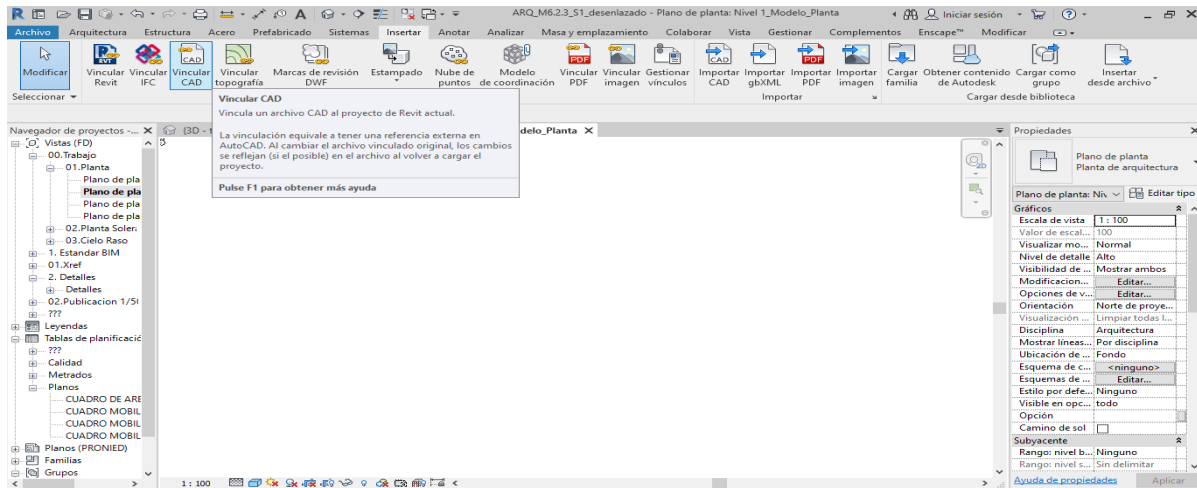 ARQ_M6.2.3_S1_desenlazado - Plano de planta: Nivel 1_Modelo_Planta
Iniciar sesión
Archivo Arquitectura Estructura Acero Prefabricado Sistemas Insertar Anotar Analizar Masa y emplazamiento Colaborar Vista Gestionar Complementos Enscape™ Modificar
Modificar
Vincular Revit
Vincular IFC
Vincular CAD
Vincular topografía
Marcas de revisión DWF
Estampado
Nube de puntos
Modelo de coordinación
Vincular PDF
Vincular imagen
Gestionar vínculos
Importar CAD
Importar gbXML
Importar PDF
Importar imagen
Cargar familia
Obtener contenido de Autodesk
Cargar como grupo
Insertar desde archivo
Seleccionar
Importar
Cargar desde biblioteca
Vincular CAD
Vincula un archivo CAD al proyecto de Revit actual.
La vinculación equivale a tener una referencia externa en
AutoCAD. Al cambiar el archivo vinculado original, los cambios
se reflejan (si el posible) en el archivo al volver a cargar el
proyecto.
Pulse F1 para obtener más ayuda
Navegador de proyectos -...
{3D - t
delo_Planta
Vistas (FD)
00.Trabajo
01.Planta
Plano de pla
Plano de pla
Plano de pla
Plano de pla
02.Planta Solera
03.Cielo Raso
1. Estandar BIM
01.Xref
2. Detalles
Detalles
02.Publicacion 1/50
???
Leyendas
Tablas de planificació
???
Calidad
Metrados
Planos
CUADRO DE ARE
CUADRO MOBIL
CUADRO MOBIL
CUADRO MOBIL
Planos (PRONIED)
Familias
Grupos
1 : 100
Propiedades
Plano de planta
Planta de arquitectura
Plano de planta: Niv
Editar tipo
Gráficos
Escala de vista 1 : 100
Valor de escal... 100
Visualizar mo... Normal
Nivel de detalle Alto
Visibilidad de ... Mostrar ambos
Modificacion... Editar...
Opciones de v... Editar...
Orientación Norte de proye...
Visualización ... Limpiar todas l...
Disciplina Arquitectura
Mostrar líneas... Por disciplina
Ubicación de ... Fondo
Esquema de c... <ninguno>
Esquemas de ... Editar...
Estilo por defe... Ninguno
Visible en opc... todo
Opción
Camino de sol
Subyacente
Rango: nivel b... Ninguno
Rango: nivel s... Sin delimitar
Ayuda de propiedades
Aplicar